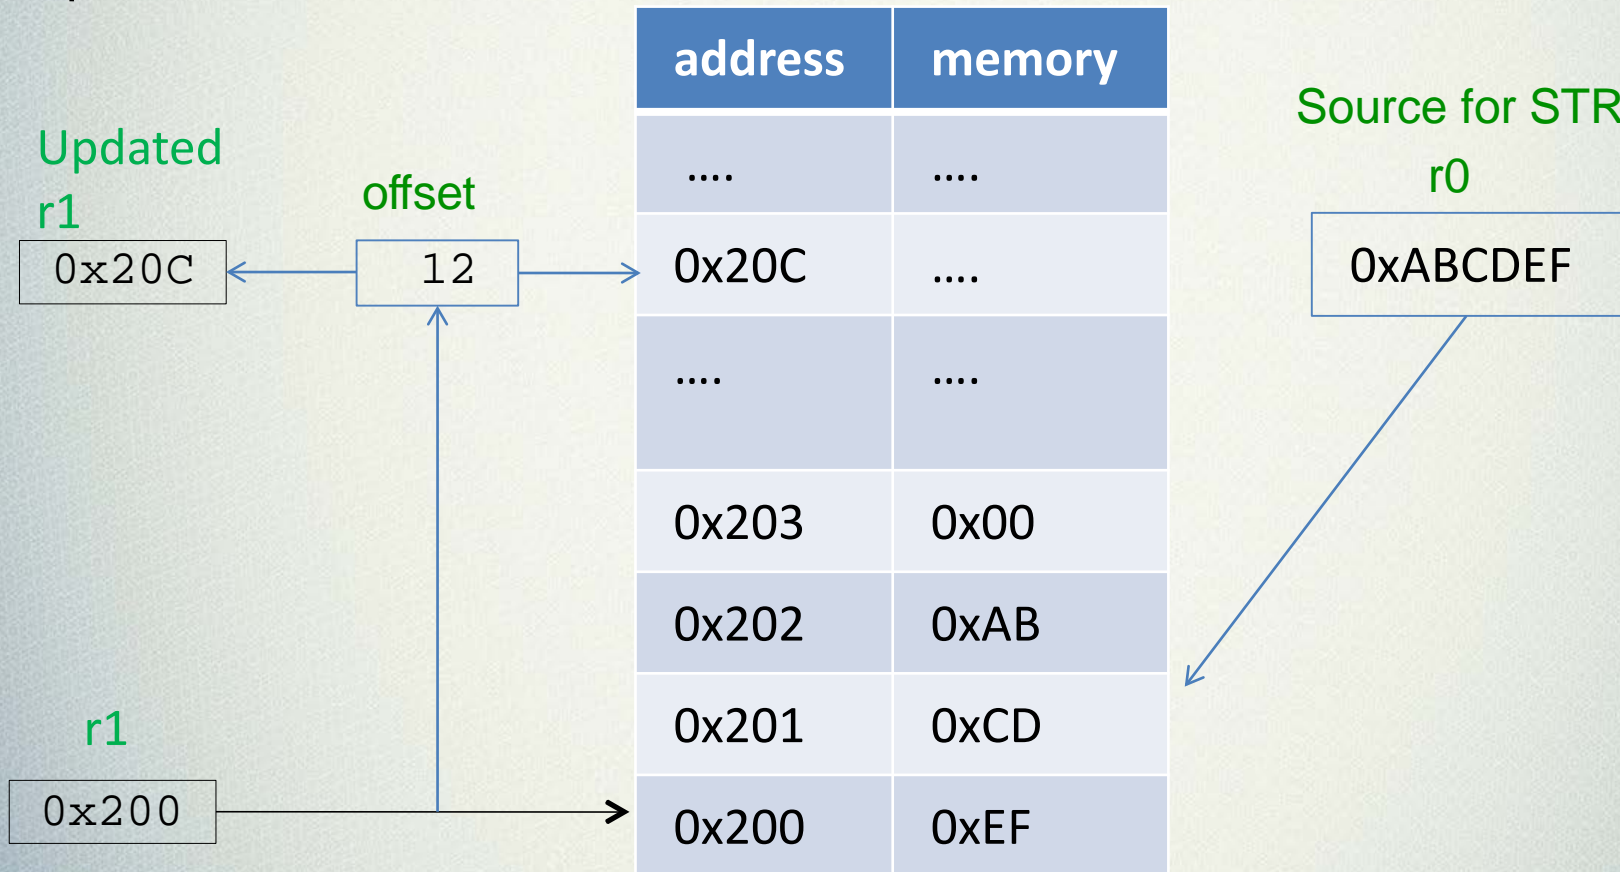 address memory
Source for STR
Updated
r1
offset
r0
.... ....
0x20C
12
0x20C ....
0xABCDEF
.... ....
0x203 0x00
0x202 0xAB
r1
0x201 0xCD
0x200
0x200 0xEF